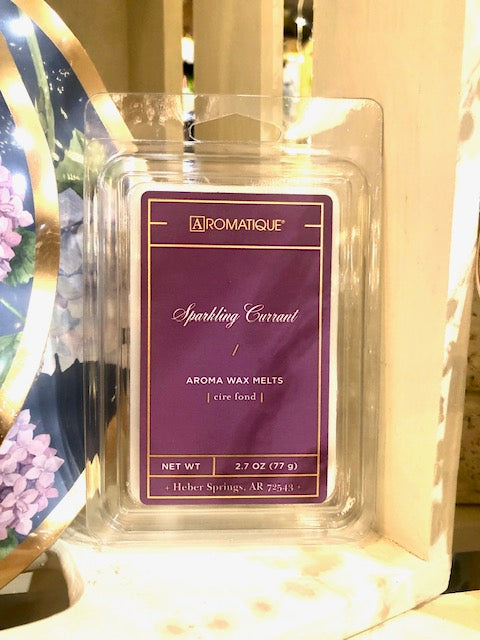 AROMATIQUE®
Sparkling Currant
/
AROMA WAX MELTS
| cire fond |
NET WT 2.7 OZ (77 g)
• Heber Springs, AR 72543 •